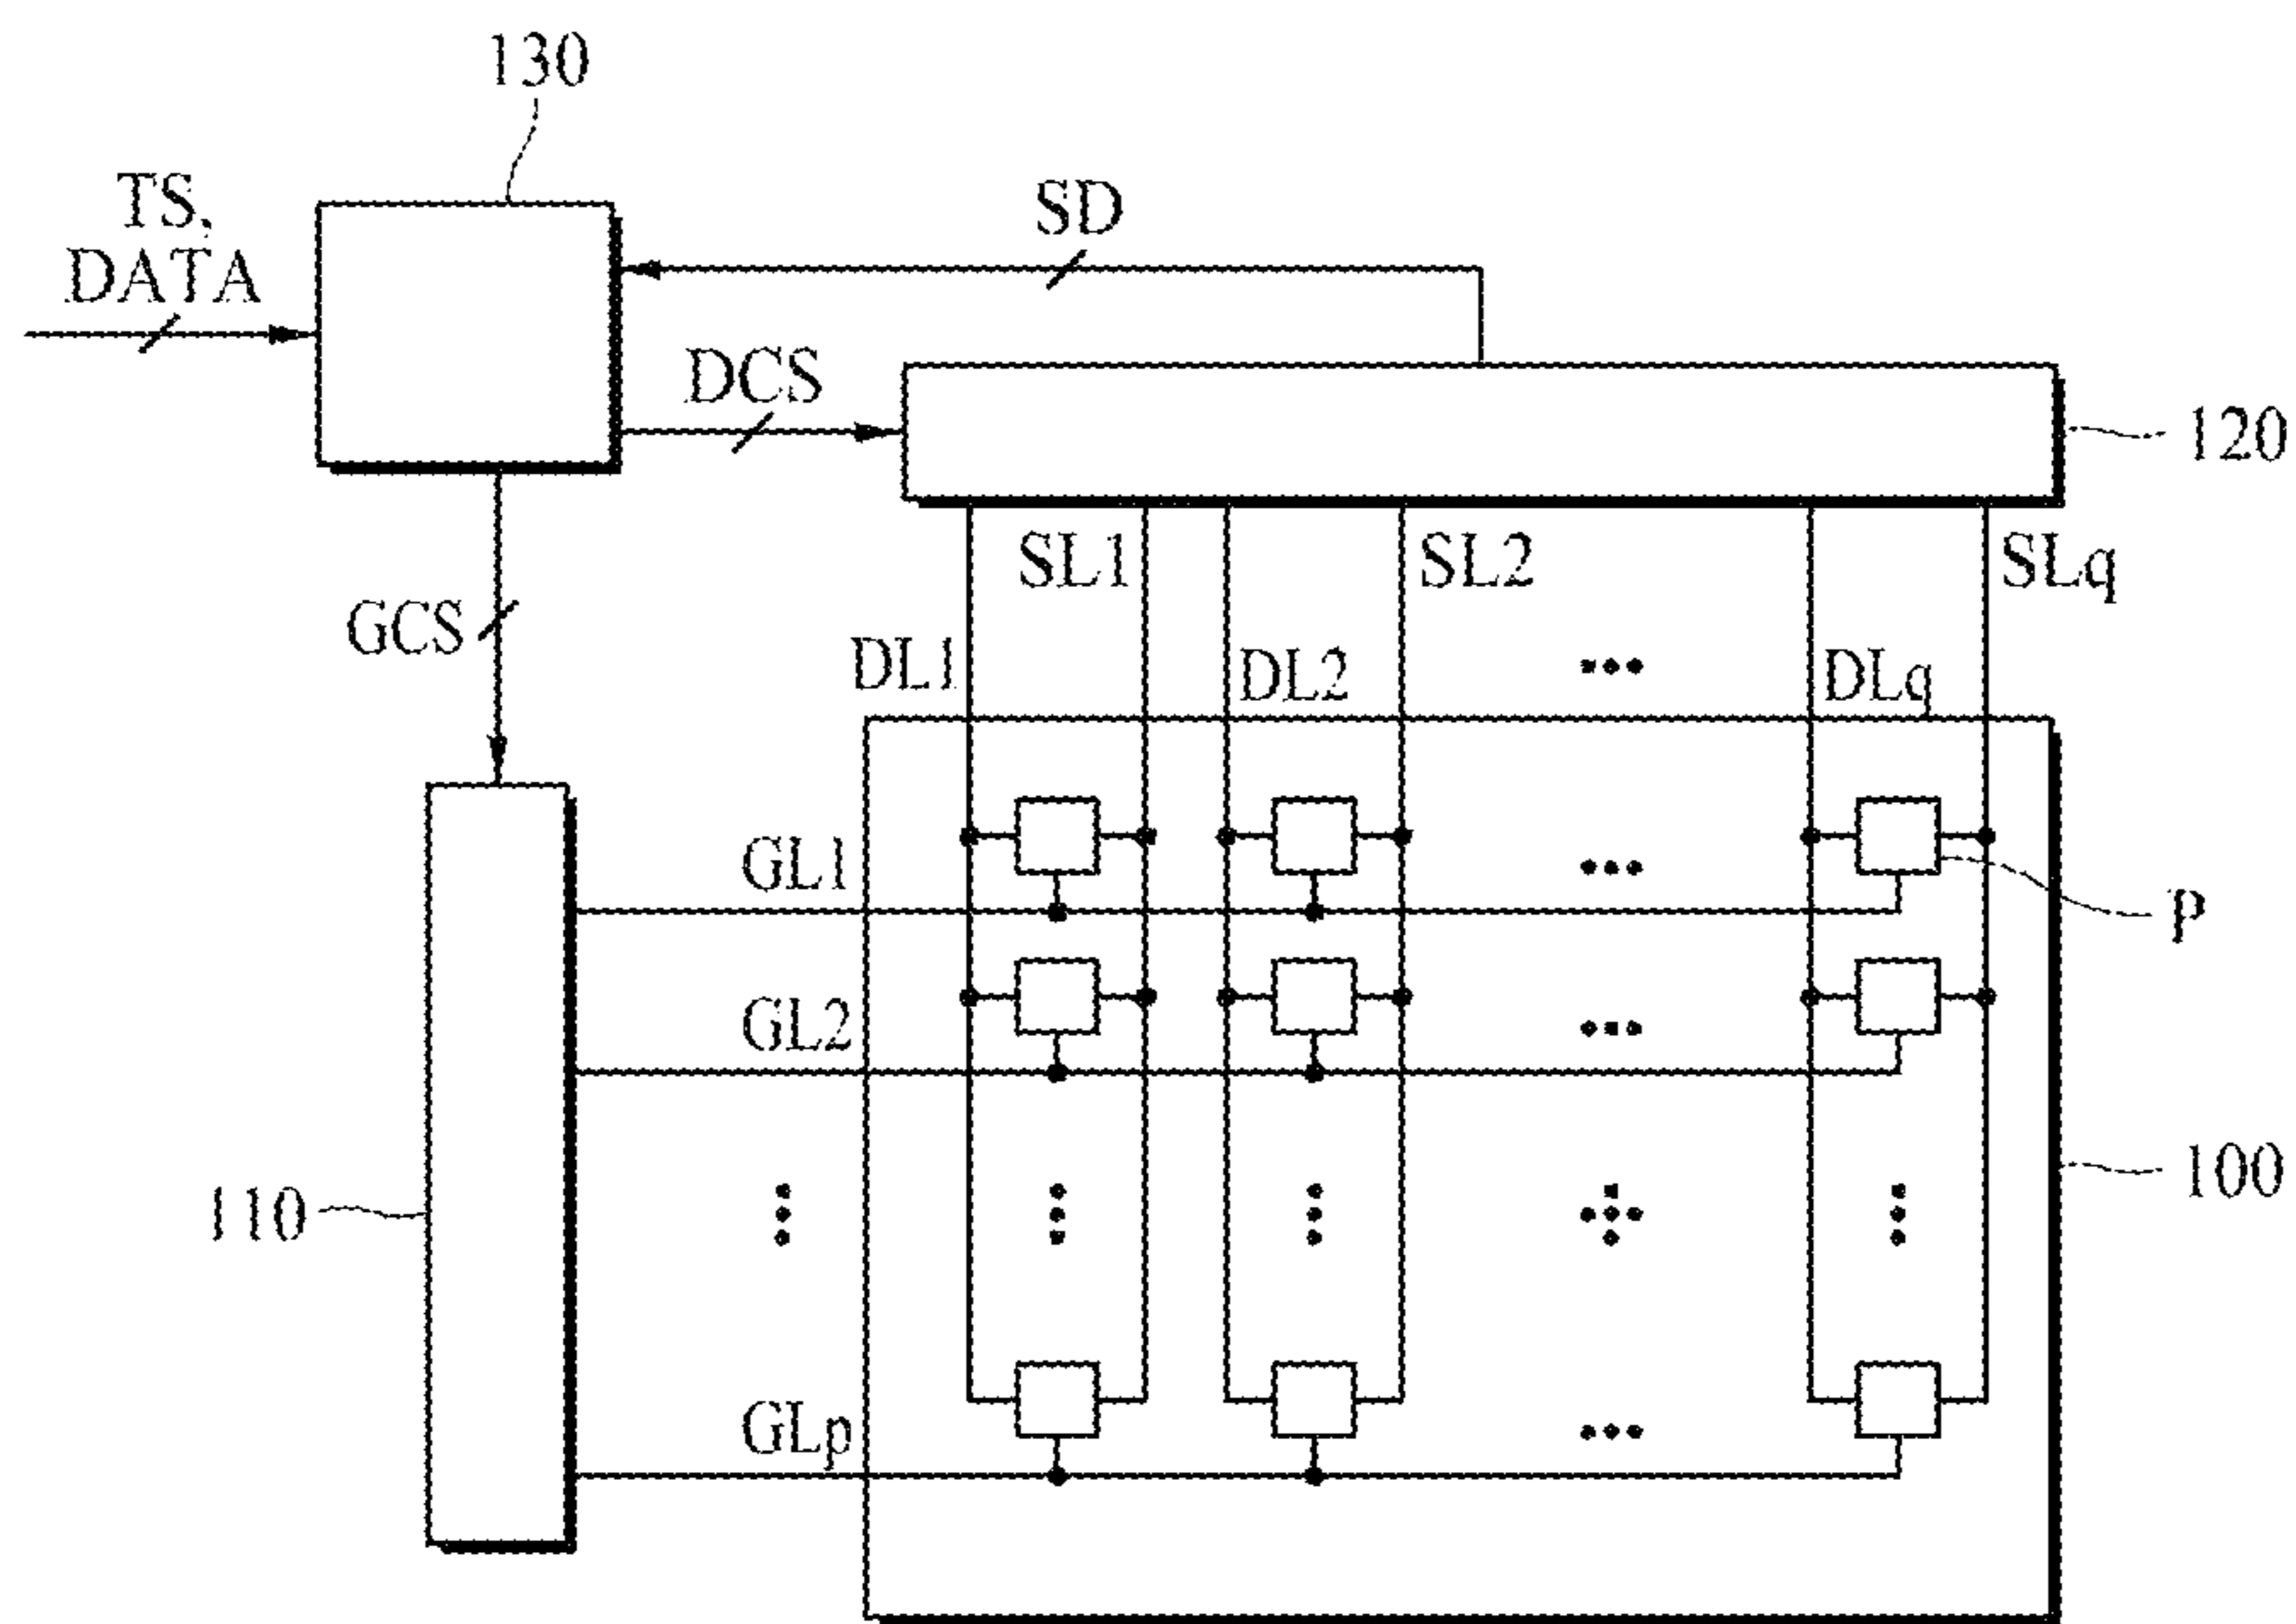 130
TS,
DATA
SD
DCS
120
SL1
SL2
SLq
GCS
DL1
DL2
DLq
GL1
P
GL2
100
110
GLp